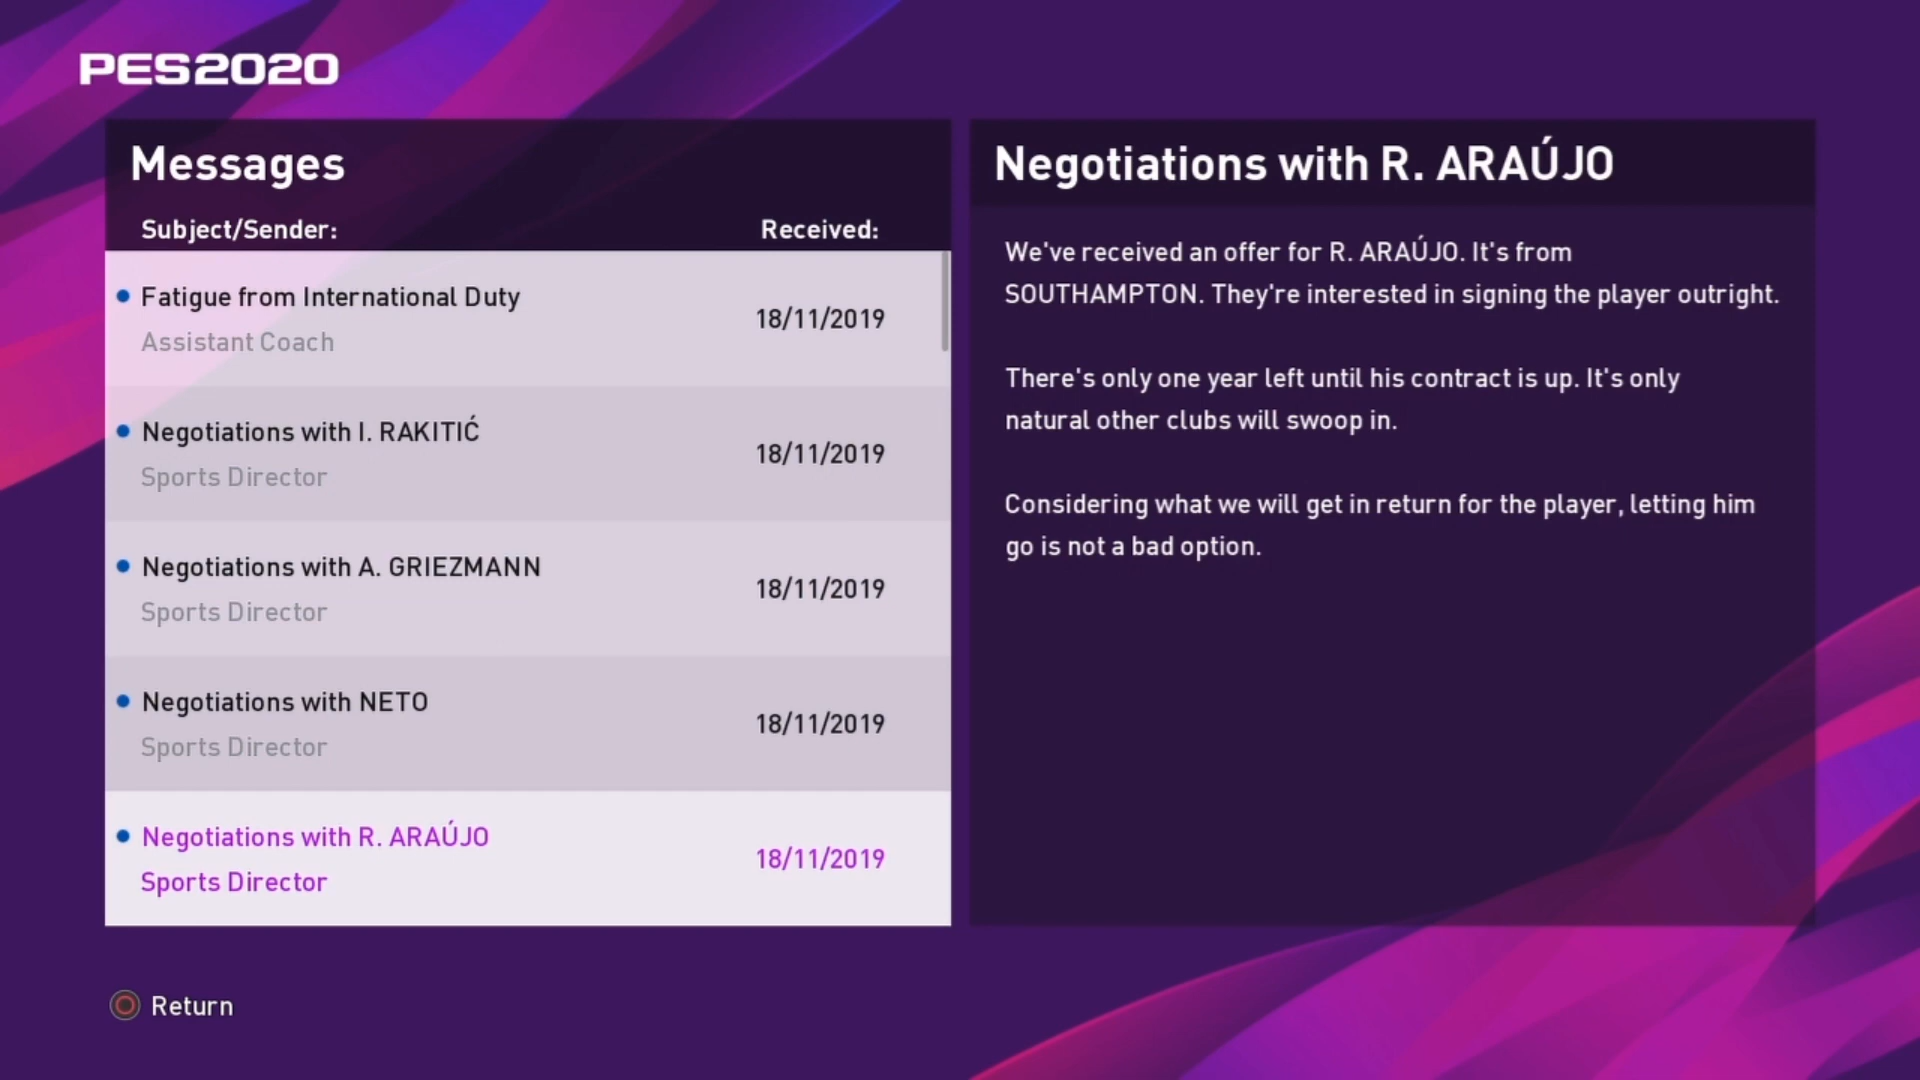 PES2020
Messages
Subject/Sender:
Received:
Fatigue from International Duty
Assistant Coach
18/11/2019
Negotiations with I. RAKITIĆ
Sports Director
18/11/2019
Negotiations with A. GRIEZMANN
Sports Director
18/11/2019
Negotiations with NETO
Sports Director
18/11/2019
Negotiations with R. ARAÚJO
Sports Director
18/11/2019
Negotiations with R. ARAÚJO
We've received an offer for R. ARAÚJO. It's from
SOUTHAMPTON. They're interested in signing the player outright.
There's only one year left until his contract is up. It's only
natural other clubs will swoop in.
Considering what we will get in return for the player, letting him
go is not a bad option.
Return